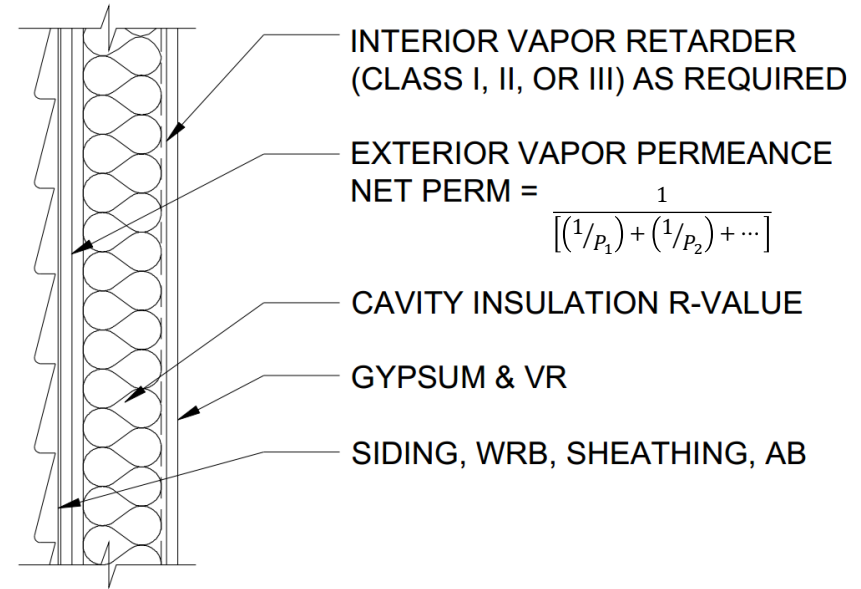 INTERIOR VAPOR RETARDER
(CLASS I, II, OR III) AS REQUIRED
EXTERIOR VAPOR PERMEANCE
NET PERM = 1 / [(1/P₁) + (1/P₂) + ⋯]
CAVITY INSULATION R-VALUE
GYPSUM & VR
SIDING, WRB, SHEATHING, AB